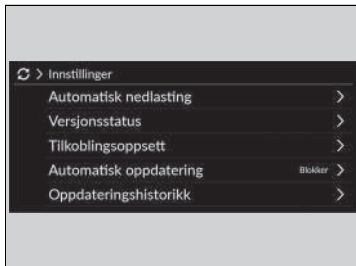 > Innstillinger
Automatisk nedlasting >
Versjonsstatus >
Tilkoblingsoppsett >
Automatisk oppdatering Blokker >
Oppdateringshistorikk >